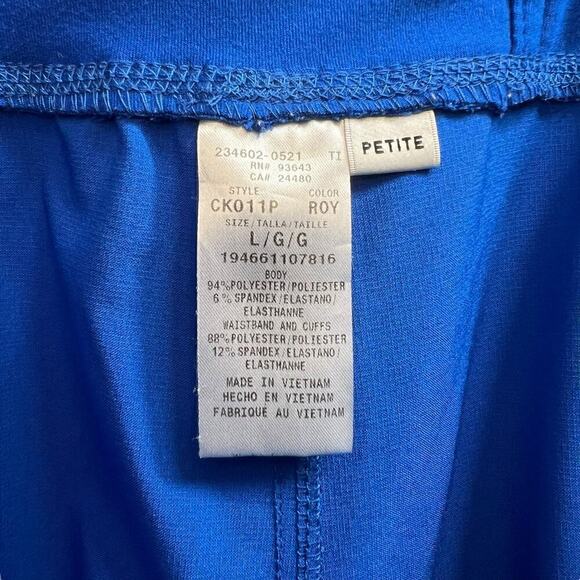 234602-0521 TI
RN# 93643
CA# 24480
STYLE COLOR
CK011P ROY
SIZE/TALLA/TAILLE
L/G/G
194661107816
BODY
94%POLYESTER/POLIESTER
6%SPANDEX/ELASTANO/
ELASTHANNE
WAISTBAND AND CUFFS
88%POLYESTER/POLIESTER
12%SPANDEX/ELASTANO/
ELASTHANNE
MADE IN VIETNAM
HECHO EN VIETNAM
FABRIQUÉ AU VIETNAM
PETITE